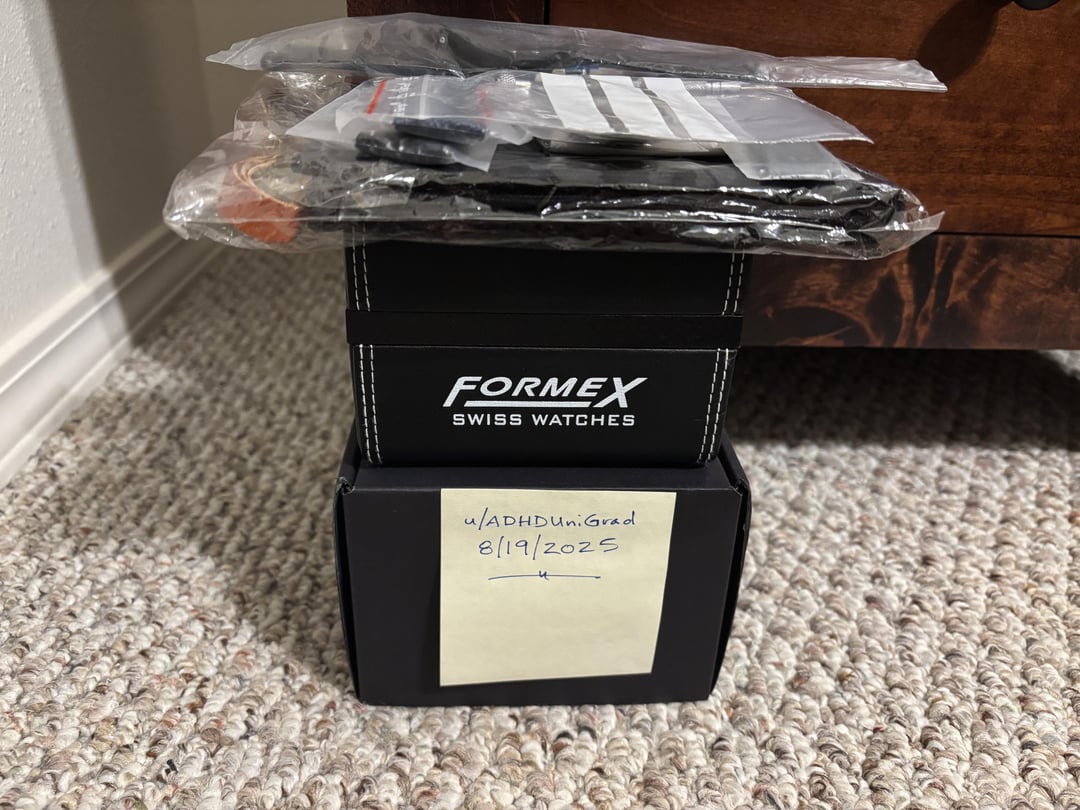 FORMEX
SWISS WATCHES
u/ADHDUniGrad
8/19/2025